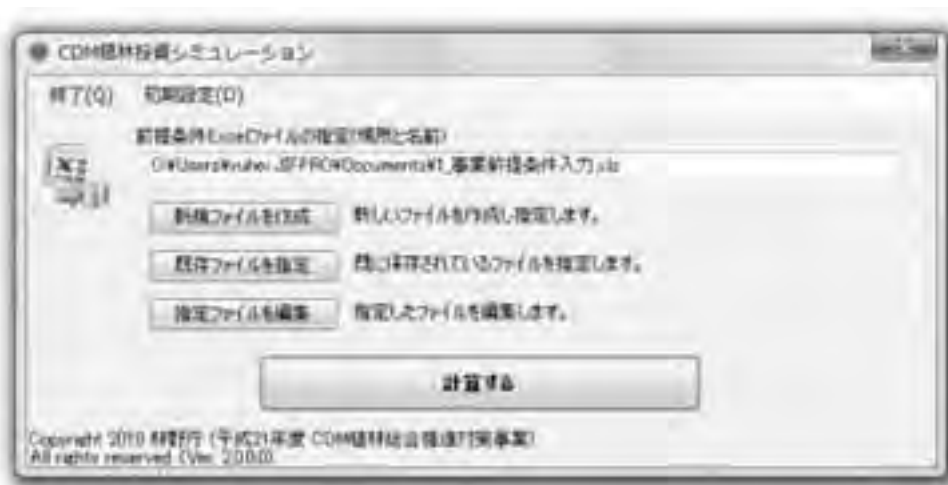 CDM植林投資シミュレーション
終了(Q) 初期設定(D)
前提条件Excelファイルの指定(場所と名前)
C:¥Users¥ryuhei.JIFPRO¥Documents¥1_事業前提条件入力.xls
新規ファイルを作成 新しいファイルを作成し指定します。
既存ファイルを指定 既に保存されているファイルを指定します。
指定ファイルを編集 指定したファイルを編集します。
計算する
Copyright 2010 林野庁 (平成21年度 CDM植林総合推進対策事業)
All rights reserved. (Ver. 2.0.0.0)